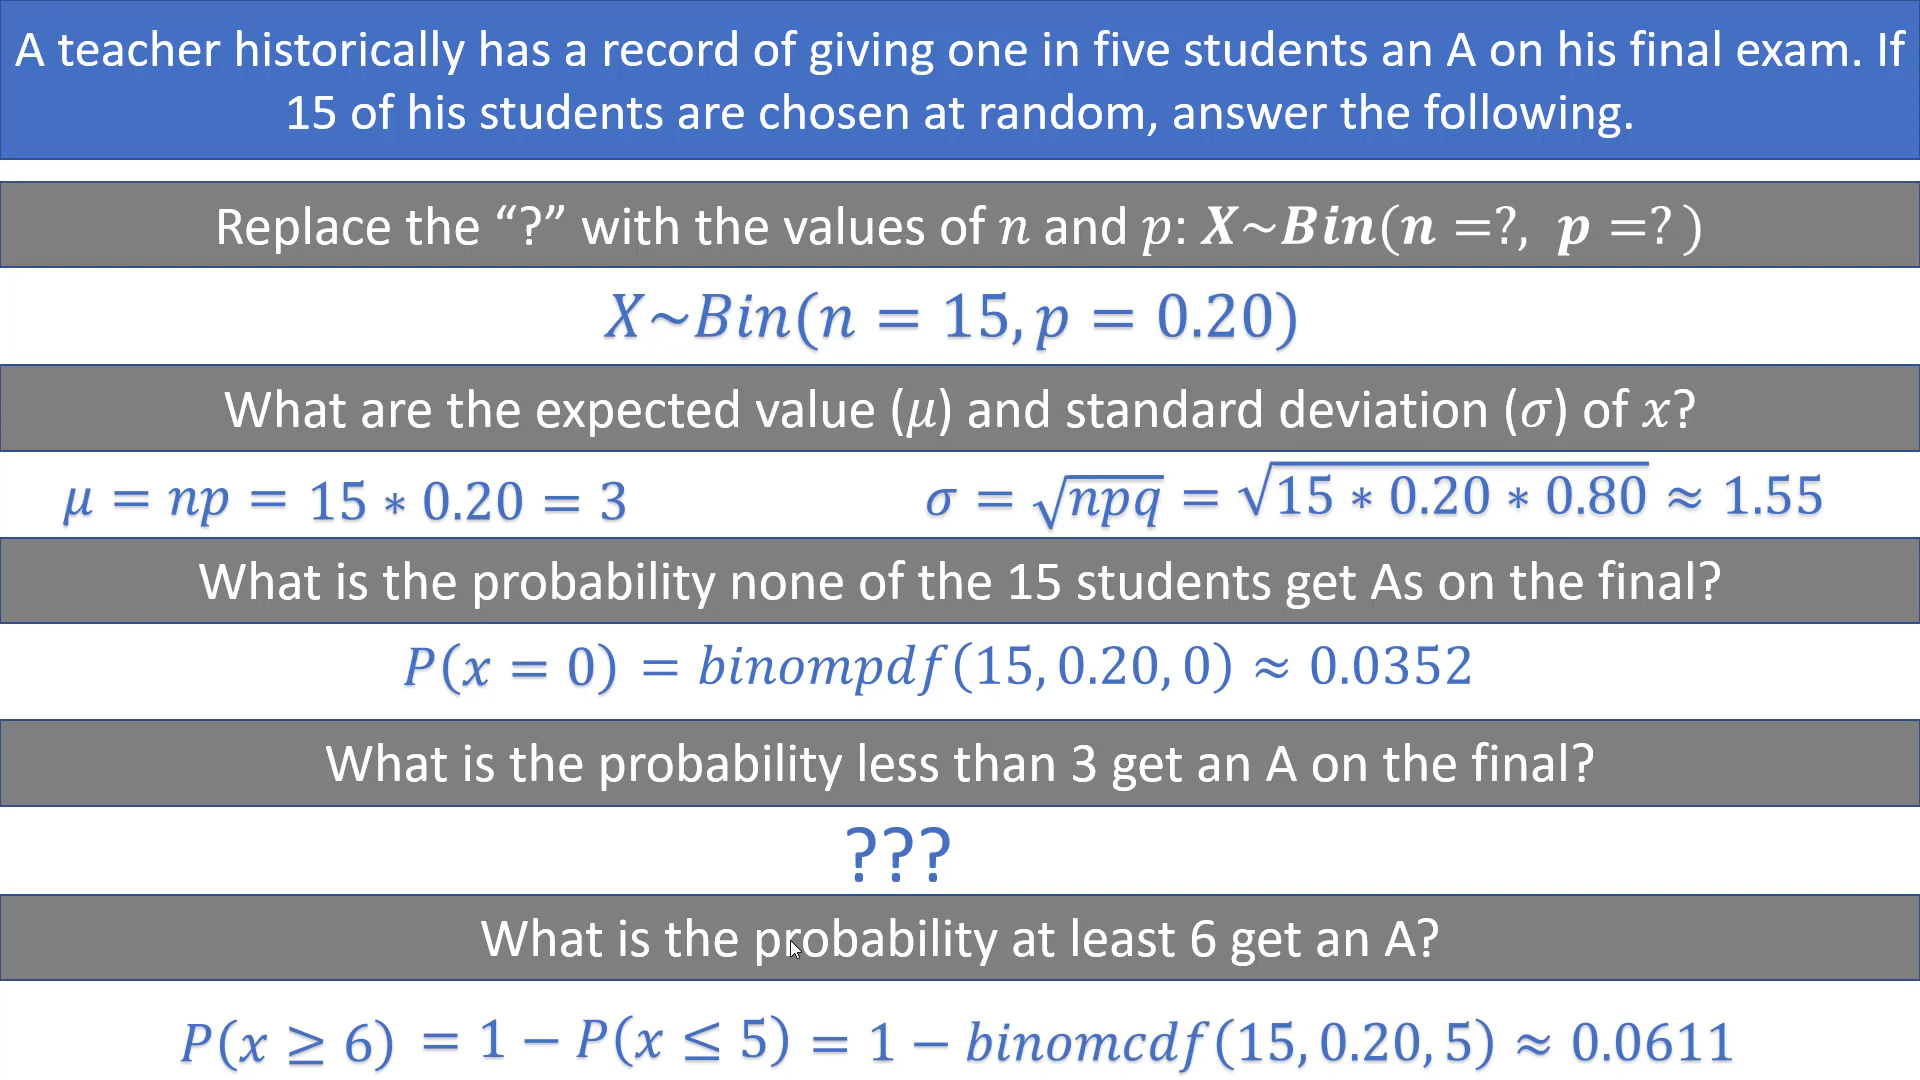 A teacher historically has a record of giving one in five students an A on his final exam. If
15 of his students are chosen at random, answer the following.
Replace the “?” with the values of n and p: X~Bin(n =?, p =? )
X~Bin(n = 15, p = 0.20)
What are the expected value (μ) and standard deviation (σ) of x?
μ = np = 15 * 0.20 = 3
σ = √npq = √15 * 0.20 * 0.80 ≈ 1.55
What is the probability none of the 15 students get As on the final?
P(x = 0) = binompdf(15, 0.20, 0) ≈ 0.0352
What is the probability less than 3 get an A on the final?
???
What is the probability at least 6 get an A?
P(x ≥ 6) = 1 − P(x ≤ 5) = 1 − binomcdf(15, 0.20, 5) ≈ 0.0611